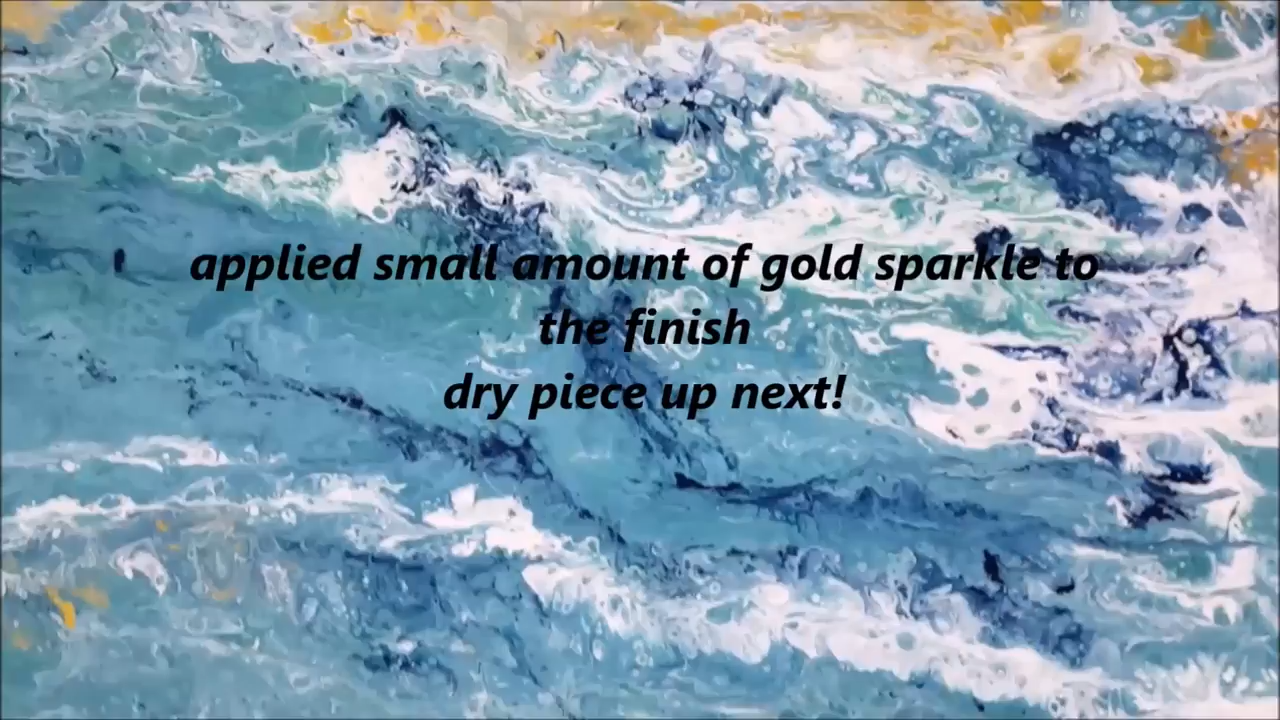 applied small amount of gold sparkle to
the finish
dry piece up next!